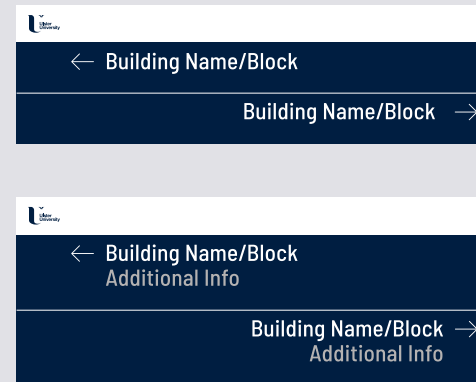 Ulster
University
← Building Name/Block
Building Name/Block →
Ulster
University
← Building Name/Block
Additional Info
Building Name/Block →
Additional Info